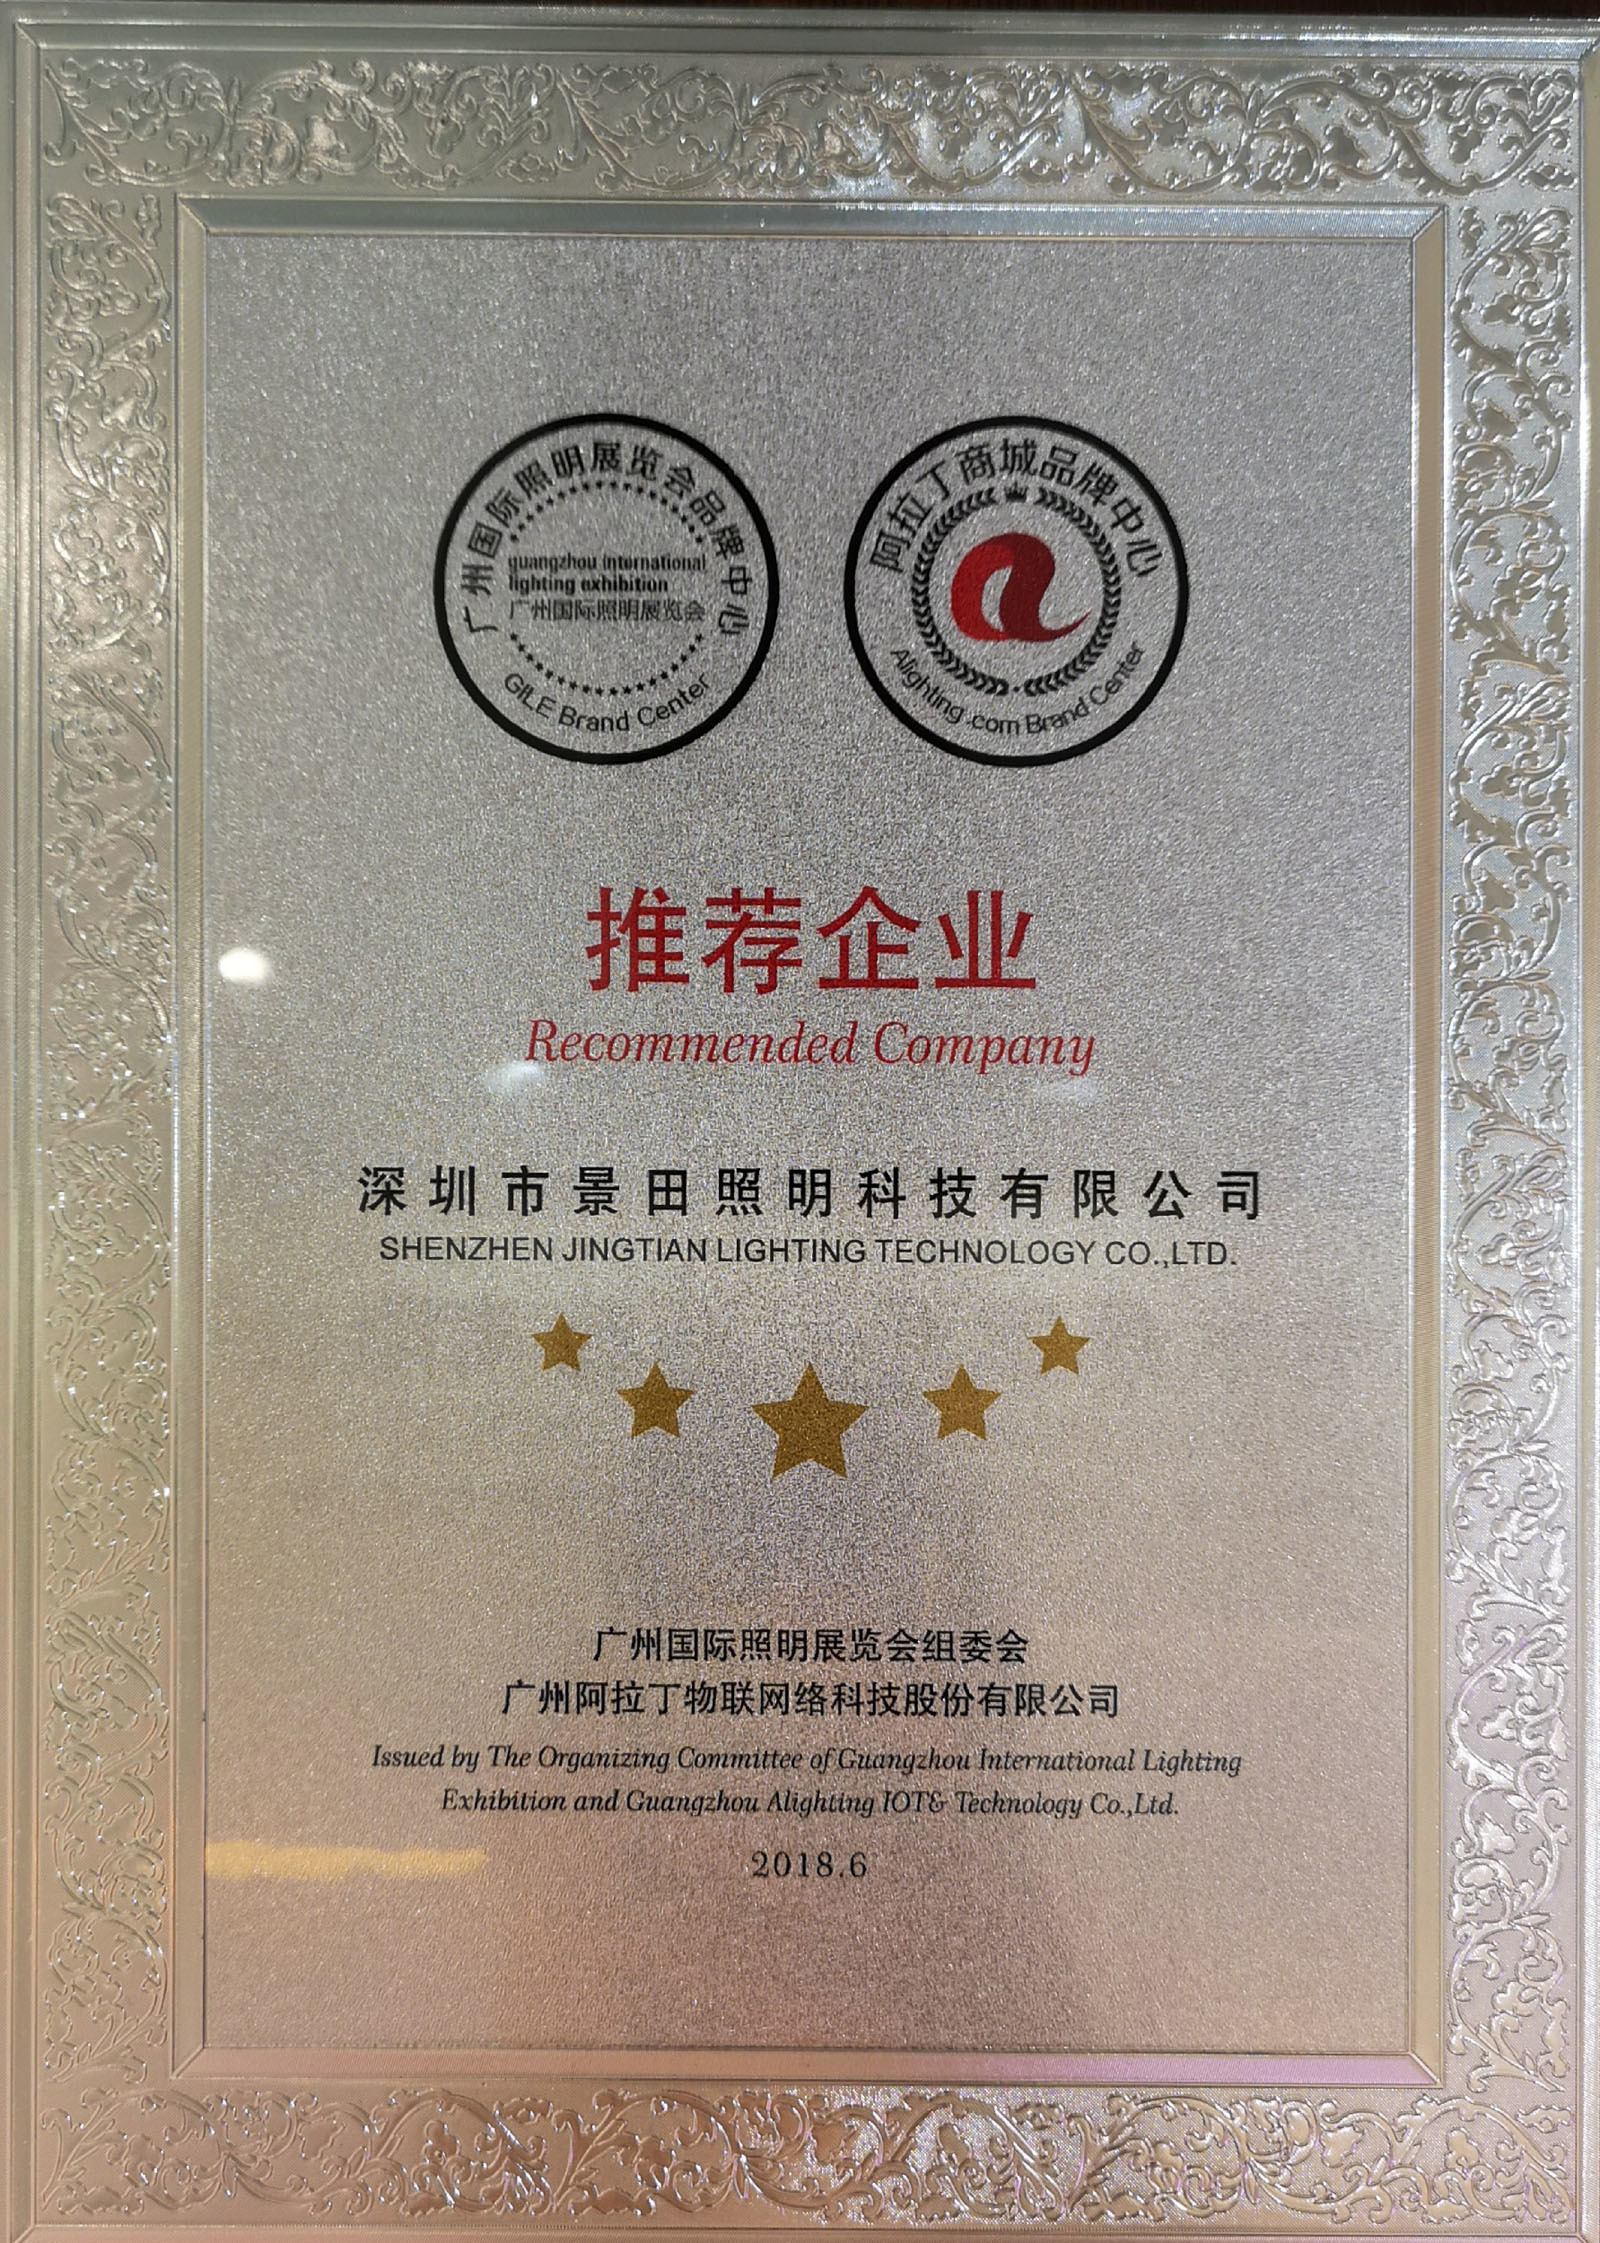 广州国际照明展览会品牌中心
guangzhou international
lighting exhibition
广州国际照明展览会
GILE Brand Center
阿拉丁商城品牌中心
Alighting.com Brand Center
推荐企业
Recommended Company
深圳市景田照明科技有限公司
SHENZHEN JINGTIAN LIGHTING TECHNOLOGY CO.,LTD.
广州国际照明展览会组委会
广州阿拉丁物联网络科技股份有限公司
Issued by The Organizing Committee of Guangzhou International Lighting
Exhibition and Guangzhou Alighting IOT& Technology Co.,Ltd.
2018.6